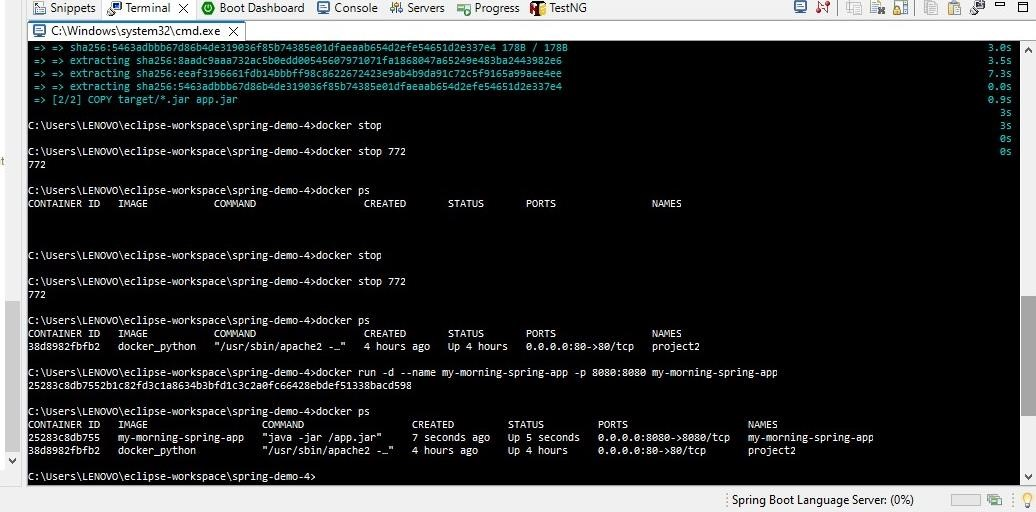 Snippets Terminal Boot Dashboard Console Servers Progress TestNG
C:\Windows\system32\cmd.exe
=> => sha256:5463adbbb67d86b4de319036f85b74385e01dfaeaab654d2efe54651d2e337e4 178B / 178B 3.0s
=> => extracting sha256:8aadc9aaa732ac5b0edd00545607971071fa1868047a65249e483ba2443982e6 3.5s
=> => extracting sha256:eeaf3196661fdb14bbbff98c8622672423e9ab4b9da91c72c5f9165a99aee4ee 7.3s
=> => extracting sha256:5463adbbb67d86b4de319036f85b74385e01dfaeaab654d2efe54651d2e337e4 0.0s
=> [2/2] COPY target/*.jar app.jar 0.9s
3s
C:\Users\LENOVO\eclipse-workspace\spring-demo-4>docker stop 3s
0s
C:\Users\LENOVO\eclipse-workspace\spring-demo-4>docker stop 772 0s
772
C:\Users\LENOVO\eclipse-workspace\spring-demo-4>docker ps
CONTAINER ID IMAGE COMMAND CREATED STATUS PORTS NAMES
C:\Users\LENOVO\eclipse-workspace\spring-demo-4>docker stop
C:\Users\LENOVO\eclipse-workspace\spring-demo-4>docker stop 772
772
C:\Users\LENOVO\eclipse-workspace\spring-demo-4>docker ps
CONTAINER ID IMAGE COMMAND CREATED STATUS PORTS NAMES
38d8982fbfb2 docker_python "/usr/sbin/apache2 -…" 4 hours ago Up 4 hours 0.0.0.0:80->80/tcp project2
C:\Users\LENOVO\eclipse-workspace\spring-demo-4>docker run -d --name my-morning-spring-app -p 8080:8080 my-morning-spring-app
25283c8db7552b1c82fd3c1a8634b3bfd1c3c2a0fc66428ebdef51338bacd598
C:\Users\LENOVO\eclipse-workspace\spring-demo-4>docker ps
CONTAINER ID IMAGE COMMAND CREATED STATUS PORTS NAMES
25283c8db755 my-morning-spring-app "java -jar /app.jar" 7 seconds ago Up 5 seconds 0.0.0.0:8080->8080/tcp my-morning-spring-app
38d8982fbfb2 docker_python "/usr/sbin/apache2 -…" 4 hours ago Up 4 hours 0.0.0.0:80->80/tcp project2
C:\Users\LENOVO\eclipse-workspace\spring-demo-4>
Spring Boot Language Server: (0%)